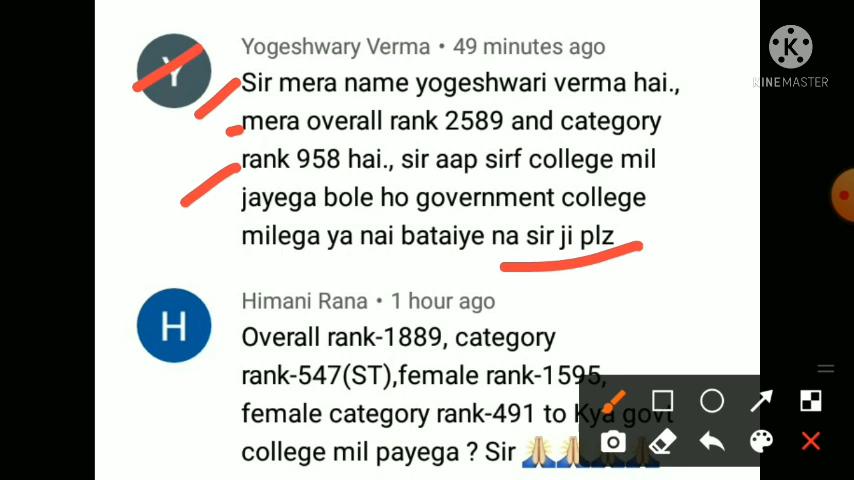 Yogeshwary Verma • 49 minutes ago
Y
Sir mera name yogeshwari verma hai.,
mera overall rank 2589 and category
rank 958 hai., sir aap sirf college mil
jayega bole ho government college
milega ya nai bataiye na sir ji plz
K
KINEMASTER
Himani Rana • 1 hour ago
H
Overall rank-1889, category
rank-547(ST),female rank-1595,
female category rank-491 to Kya govt
college mil payega ? Sir 🙏🙏🙏🙏